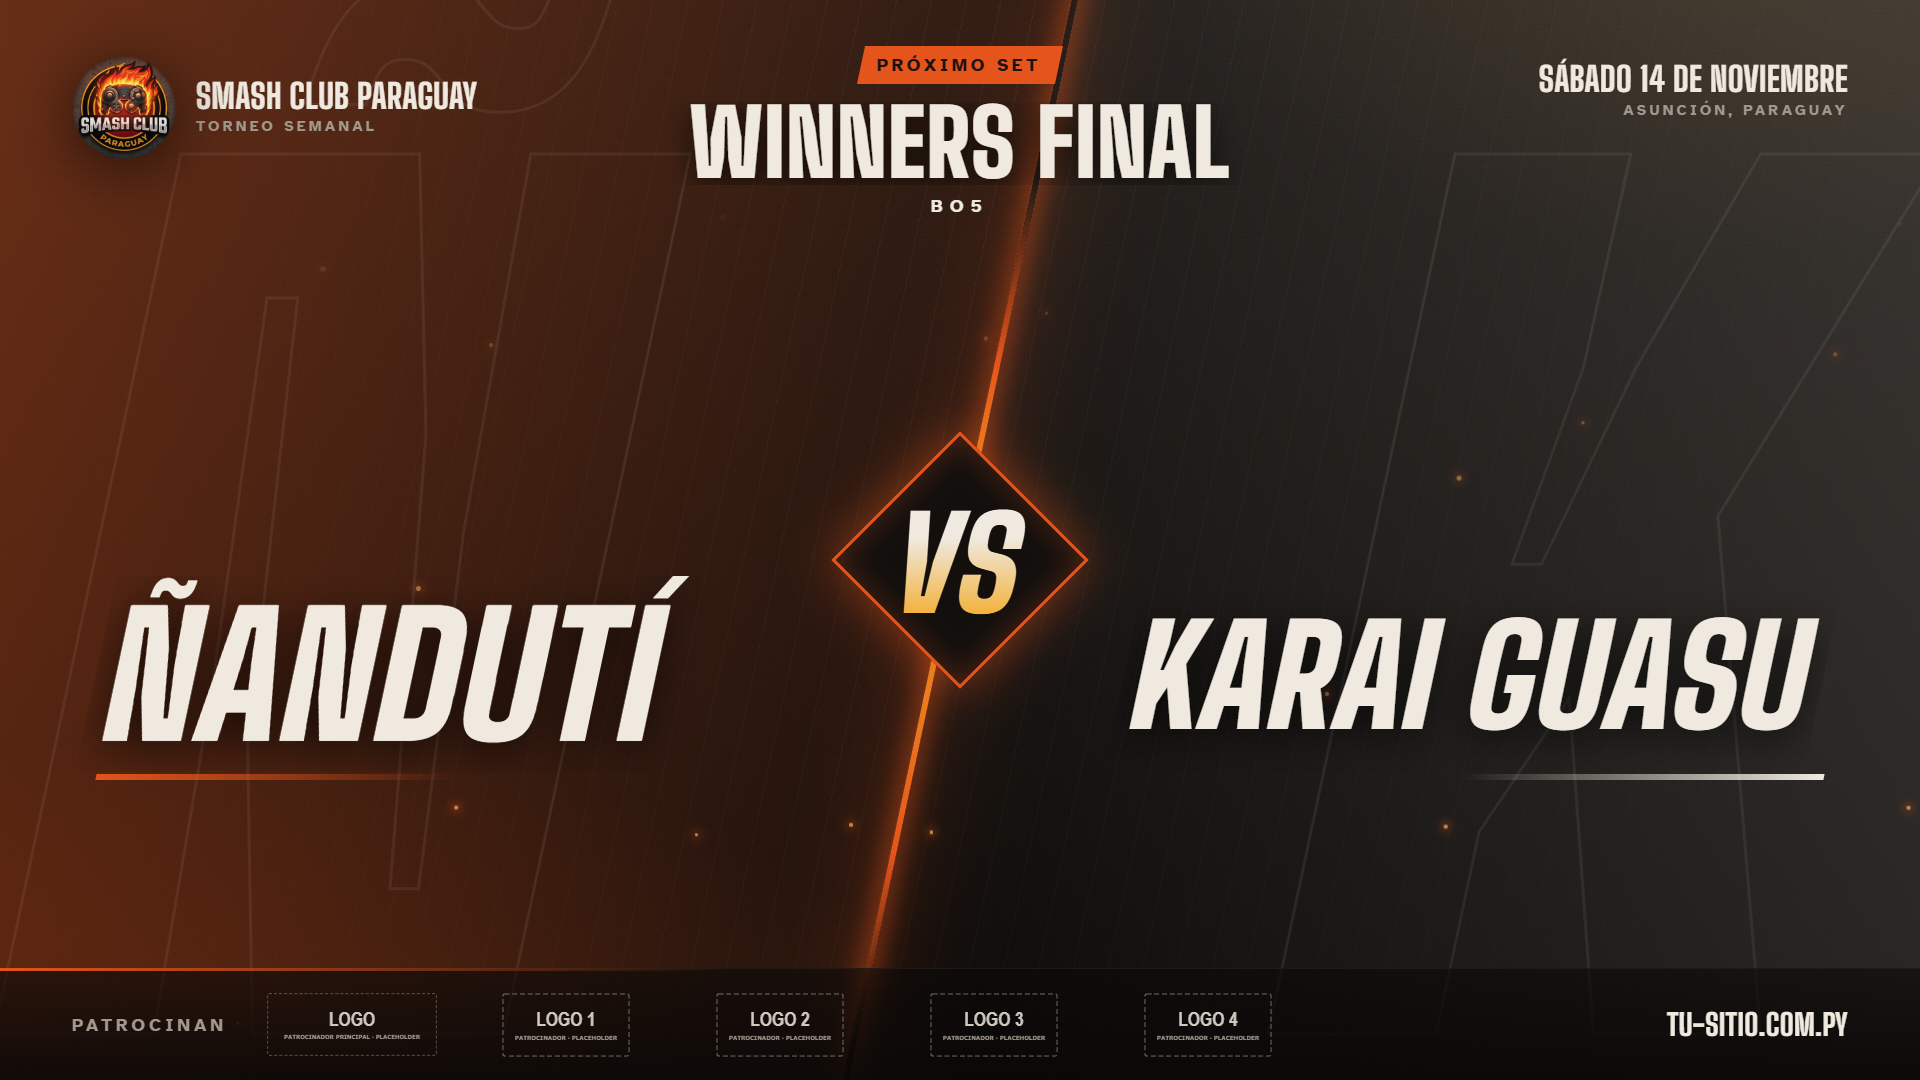 SMASH CLUB
PARAGUAY
SMASH CLUB PARAGUAY
TORNEO SEMANAL
PRÓXIMO SET
WINNERS FINAL
BO5
SÁBADO 14 DE NOVIEMBRE
ASUNCIÓN, PARAGUAY
VS
ÑANDUTÍ
KARAI GUASU
PATROCINAN
LOGO
PATROCINADOR PRINCIPAL · PLACEHOLDER
LOGO 1
PATROCINADOR · PLACEHOLDER
LOGO 2
PATROCINADOR · PLACEHOLDER
LOGO 3
PATROCINADOR · PLACEHOLDER
LOGO 4
PATROCINADOR · PLACEHOLDER
TU-SITIO.COM.PY